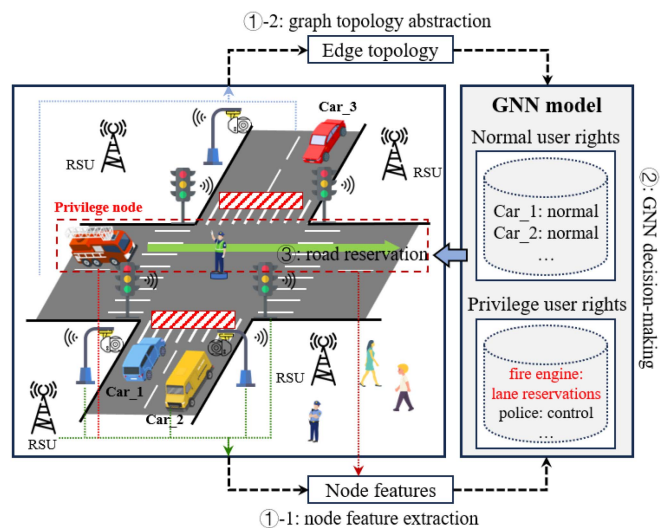 ①-2: graph topology abstraction
Edge topology
GNN model
Car_3
Normal user rights
RSU
RSU
Car_1: normal
Car_2: normal
...
Privilege node
③: road reservation
②: GNN decision-making
Privilege user rights
fire engine:
lane reservations
police: control
...
Car_1
RSU
Car_2
RSU
Node features
①-1: node feature extraction